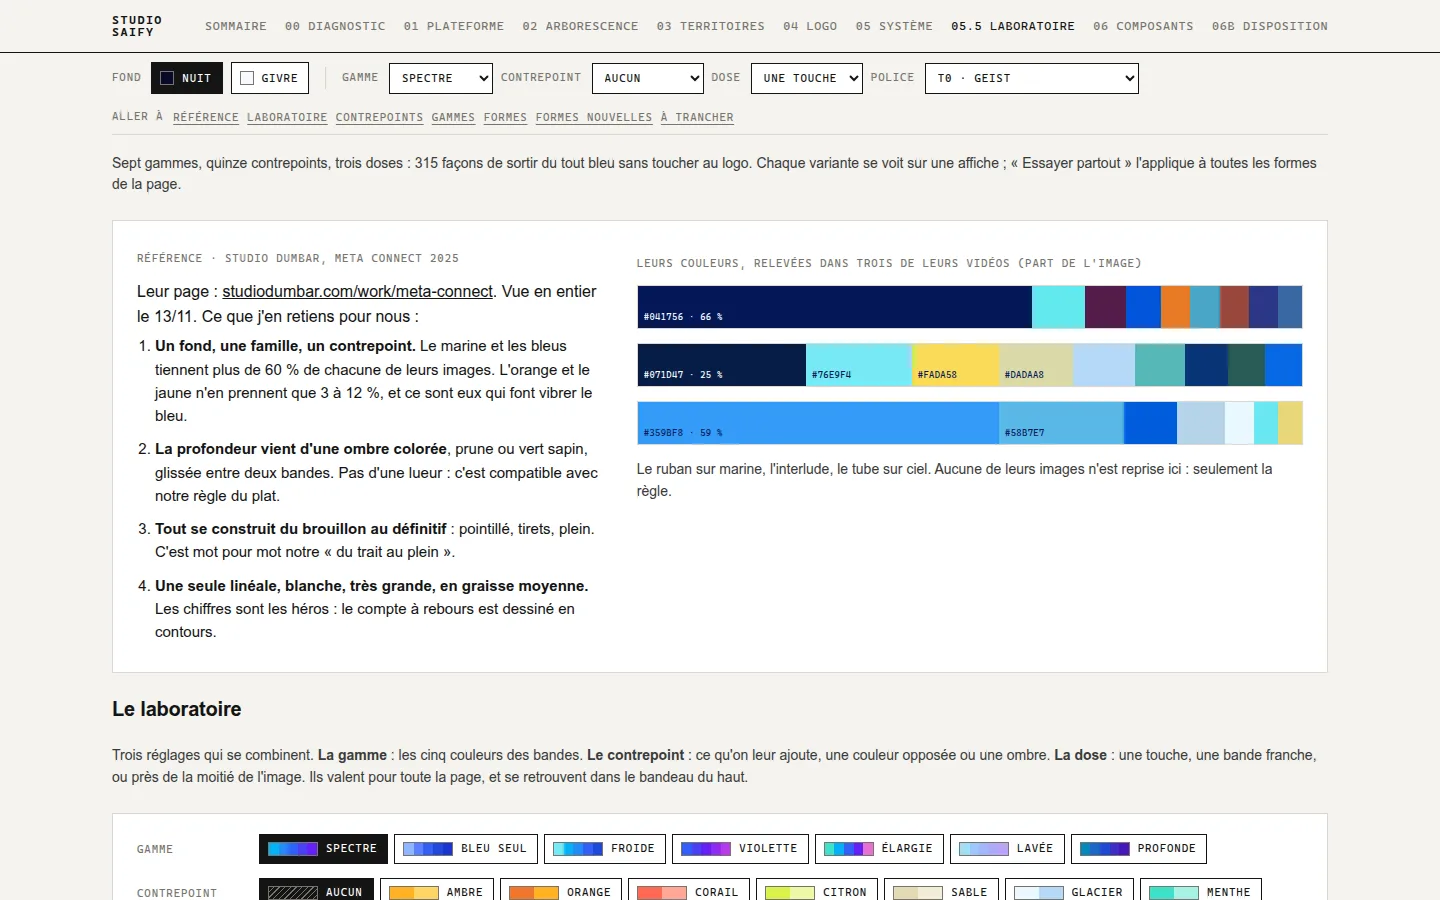 STUDIO
SAIFY
SOMMAIRE 00 DIAGNOSTIC 01 PLATEFORME 02 ARBORESCENCE 03 TERRITOIRES 04 LOGO 05 SYSTÈME 05.5 LABORATOIRE 06 COMPOSANTS 06B DISPOSITION
FOND NUIT GIVRE GAMME SPECTRE CONTREPOINT AUCUN DOSE UNE TOUCHE POLICE T0 · GEIST
ALLER À RÉFÉRENCE LABORATOIRE CONTREPOINTS GAMMES FORMES FORMES NOUVELLES À TRANCHER
Sept gammes, quinze contrepoints, trois doses : 315 façons de sortir du tout bleu sans toucher au logo. Chaque variante se voit sur une affiche ; « Essayer partout » l'applique à toutes les formes
de la page.
RÉFÉRENCE · STUDIO DUMBAR, META CONNECT 2025
Leur page : studiodumbar.com/work/meta-connect. Vue en entier
le 13/11. Ce que j'en retiens pour nous :
1. Un fond, une famille, un contrepoint. Le marine et les bleus
tiennent plus de 60 % de chacune de leurs images. L'orange et le
jaune n'en prennent que 3 à 12 %, et ce sont eux qui font vibrer le
bleu.
2. La profondeur vient d'une ombre colorée, prune ou vert sapin,
glissée entre deux bandes. Pas d'une lueur : c'est compatible avec
notre règle du plat.
3. Tout se construit du brouillon au définitif : pointillé, tirets, plein.
C'est mot pour mot notre « du trait au plein ».
4. Une seule linéale, blanche, très grande, en graisse moyenne.
Les chiffres sont les héros : le compte à rebours est dessiné en
contours.
LEURS COULEURS, RELEVÉES DANS TROIS DE LEURS VIDÉOS (PART DE L'IMAGE)
#041756 · 66 %
#071D47 · 25 % #76E9F4 #FADA58 #DADAA8
#359BF8 · 59 % #58B7E7
Le ruban sur marine, l'interlude, le tube sur ciel. Aucune de leurs images n'est reprise ici : seulement la
règle.
Le laboratoire
Trois réglages qui se combinent. La gamme : les cinq couleurs des bandes. Le contrepoint : ce qu'on leur ajoute, une couleur opposée ou une ombre. La dose : une touche, une bande franche,
ou près de la moitié de l'image. Ils valent pour toute la page, et se retrouvent dans le bandeau du haut.
GAMME SPECTRE BLEU SEUL FROIDE VIOLETTE ÉLARGIE LAVÉE PROFONDE
CONTREPOINT AUCUN AMBRE ORANGE CORAIL CITRON SABLE GLACIER MENTHE